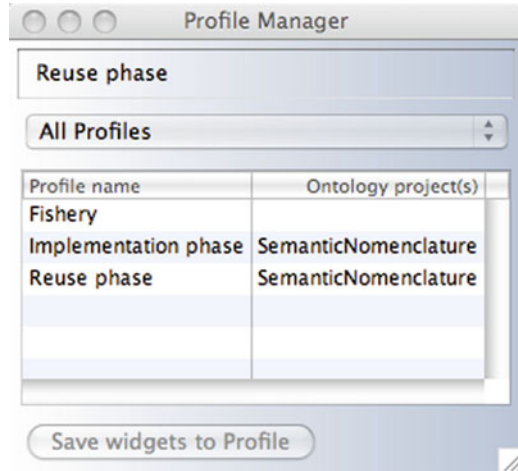 Profile Manager
Reuse phase
All Profiles
Profile name Ontology project(s)
Fishery
Implementation phase SemanticNomenclature
Reuse phase SemanticNomenclature
Save widgets to Profile